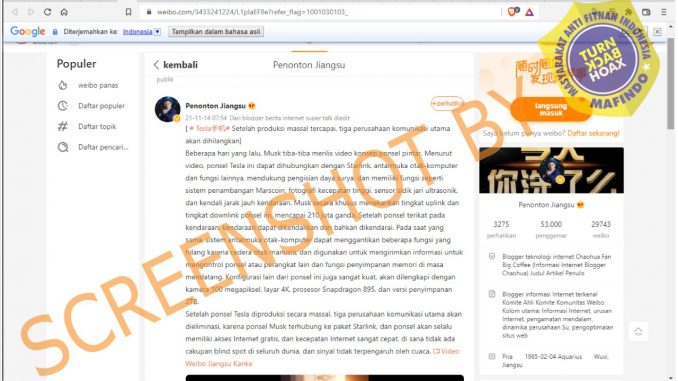 weibo.com/3433241224/L1plaEF8e?refer_flag=1001030103_
Google Diterjemahkan ke: Indonesia Tampilkan dalam bahasa asli
MASYARAKAT ANTI FITNAH INDONESIA
TURN BACK HOAX
MAFINDO
Populer
weibo panas
Daftar populer
Daftar topik
Daftar pencari...
kembali
Penonton Jiangsu
publik
Penonton Jiangsu
+perhatikan
21-11-14 07:54 Dari blogger berita internet super talk diedit
[ # Tesla手机# Setelah produksi massal tercapai, tiga perusahaan komunikasi utama
akan dihilangkan]
Beberapa hari yang lalu, Musk tiba-tiba merilis video konsep ponsel pintar. Menurut
video, ponsel Tesla ini dapat dihubungkan dengan Starlink, antarmuka otak-komputer
dan fungsi lainnya, mendukung pengisian daya surya, dan memiliki fungsi seperti
sistem penambangan Marscoin, fotografi kecepatan tinggi, sensor sidik jari ultrasonik,
dan kendali jarak jauh kendaraan. Musk secara khusus menekankan tingkat uplink dan
tingkat downlink ponsel ini, mencapai 210 juta ganda. Setelah ponsel terikat pada
kendaraan, kendaraan dapat dikendalikan dan bahkan dikendarai. Pada saat yang
sama, sistem antarmuka otak-komputer dapat menggantikan beberapa fungsi yang
hilang karena cedera otak manusia, dan digunakan untuk mengirimkan informasi untuk
mengontrol ponsel atau perangkat lain dan fungsi penyimpanan memori di masa
mendatang. Konfigurasi lain dari ponsel ini juga sangat kuat, akan dilengkapi dengan
kamera 100 megapiksel, layar 4K, prosesor Snapdragon 895, dan versi penyimpanan
2TB.
Setelah ponsel Tesla diproduksi secara massal, tiga perusahaan komunikasi utama akan
dieliminasi, karena ponsel Musk terhubung ke paket Starlink, dan ponsel akan selalu
memiliki akses Internet gratis, dan kecepatan Internet sangat cepat, di sana tidak ada
cakupan blind spot di seluruh dunia, dan sinyal tidak terpengaruh oleh cuaca. Video
Weibo Jiangsu Kanke
SCREENSHOT BY
langsung
masuk
Saya belum punya weibo? Daftar sekarang!
Penonton Jiangsu
3275 53.000 29743
perhatikan penggemar weibo
Blogger teknologi internet Chaohua Fan
Big Coffee (Informasi Internet Blogger
Chaohua) Judul Artikel Penulis
Blogger informasi Internet terkenal
Komite Ahli Komite Komunitas Weibo
Kolom utama: Informasi Internet, urusan
Internet, pengamatan mendalam,
dinamika perusahaan Su, pengoptimalan
situs web
Pria 1965-02-04 Aquarius Wuxi,
Jiangsu